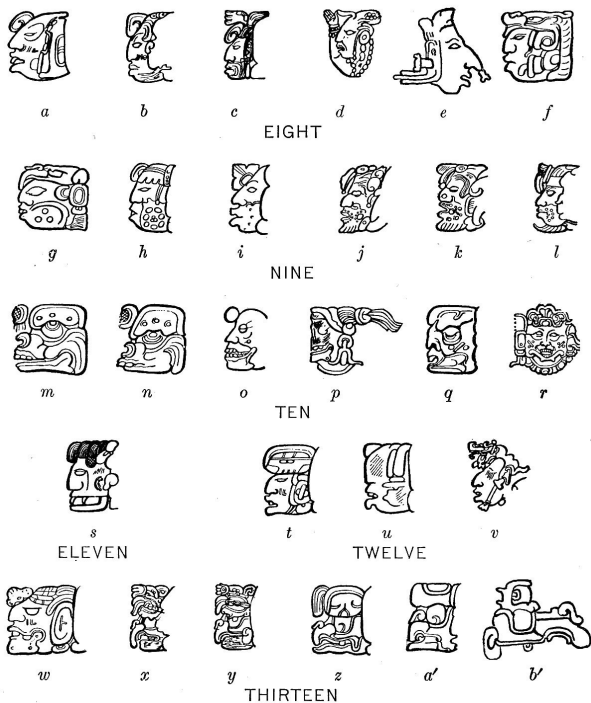 a b c d e f
EIGHT
g h i j k l
NINE
m n o p q r
TEN
s t u v
ELEVEN TWELVE
w x y z a′ b′
THIRTEEN